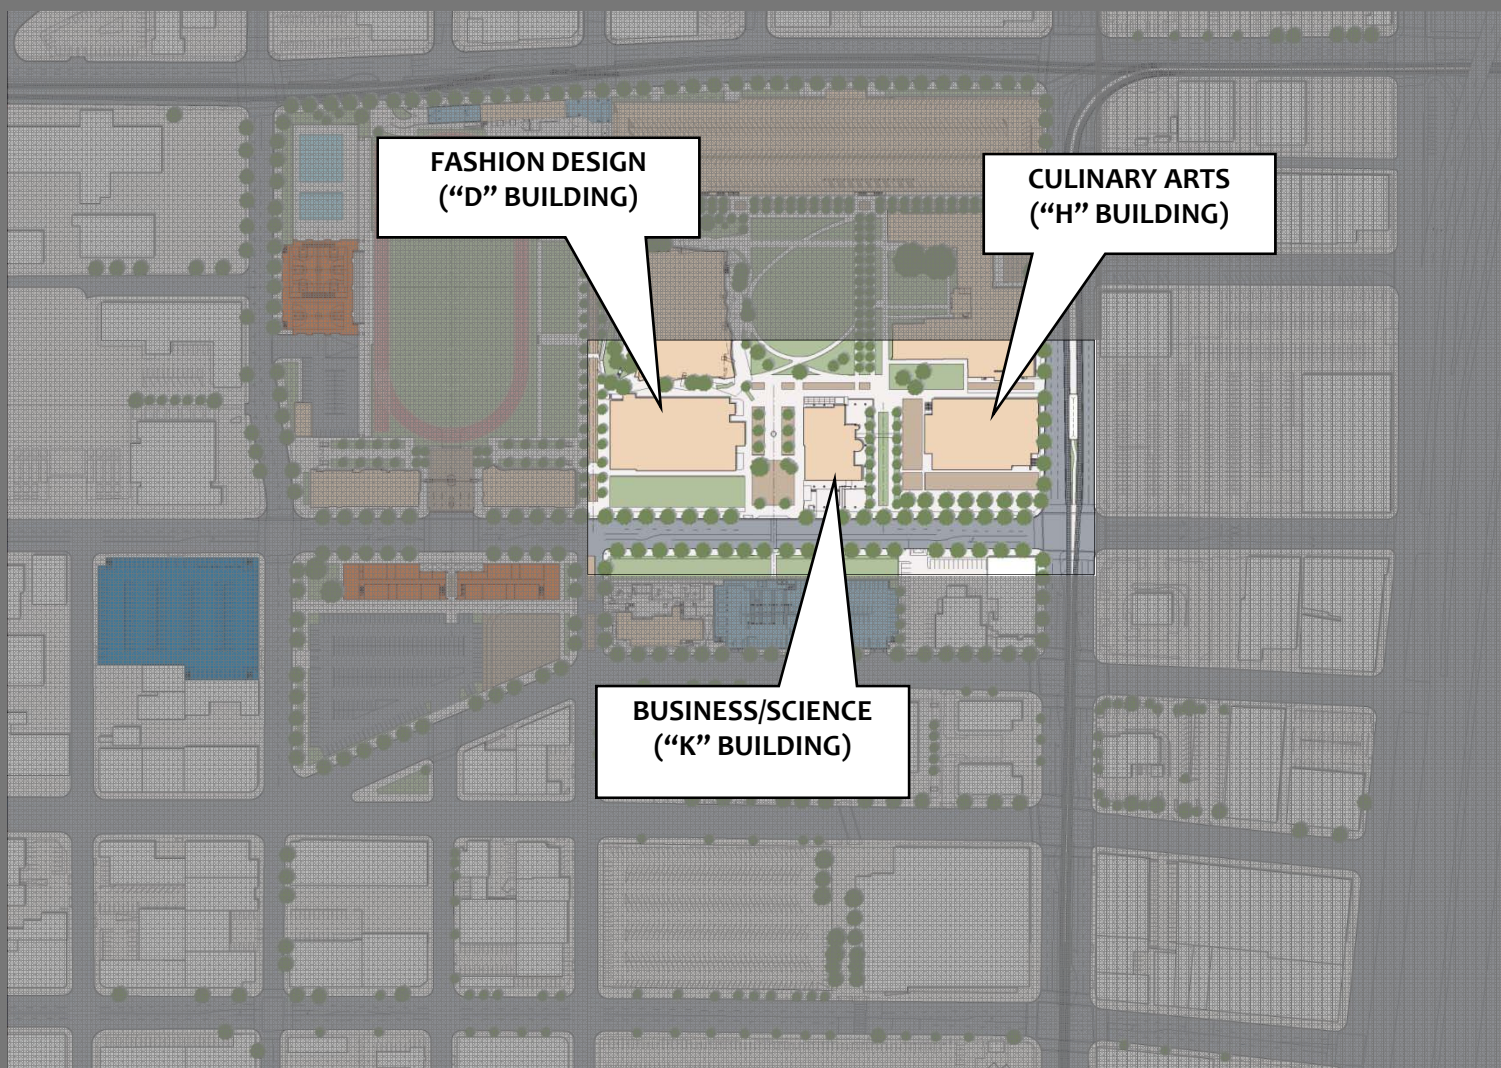 FASHION DESIGN
(“D” BUILDING)
CULINARY ARTS
(“H” BUILDING)
BUSINESS/SCIENCE
(“K” BUILDING)